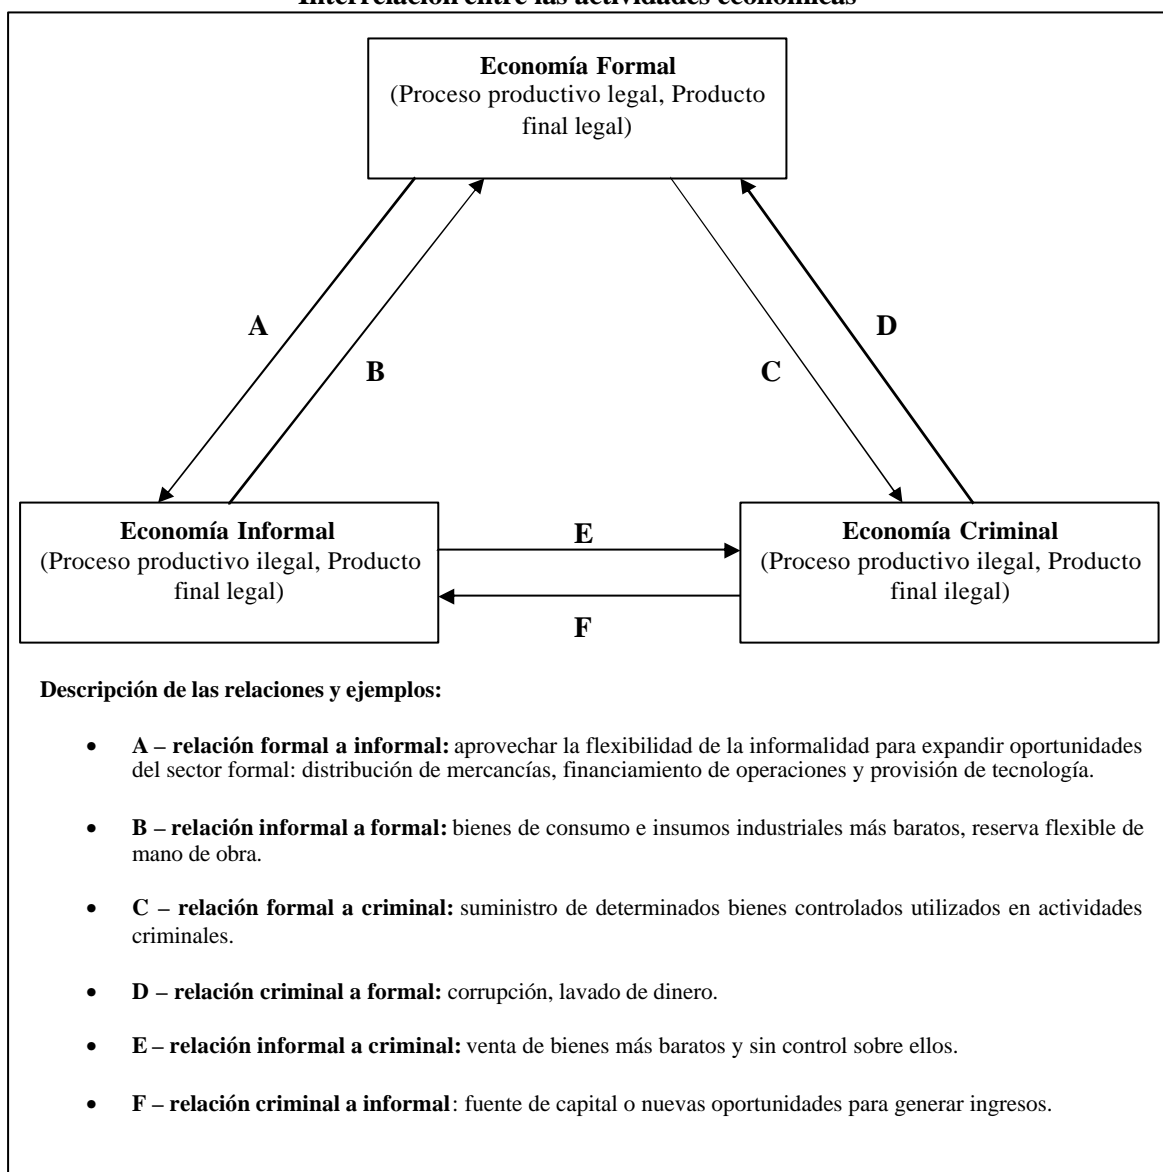 Interrelación entre las actividades económicas
Economía Formal
(Proceso productivo legal, Producto
final legal)
A
D
B
C
Economía Informal
(Proceso productivo ilegal, Producto
final legal)
E
Economía Criminal
(Proceso productivo ilegal, Producto
final ilegal)
F
Descripción de las relaciones y ejemplos:
• A – relación formal a informal: aprovechar la flexibilidad de la informalidad para expandir oportunidades
del sector formal: distribución de mercancías, financiamiento de operaciones y provisión de tecnología.
• B – relación informal a formal: bienes de consumo e insumos industriales más baratos, reserva flexible de
mano de obra.
• C – relación formal a criminal: suministro de determinados bienes controlados utilizados en actividades
criminales.
• D – relación criminal a formal: corrupción, lavado de dinero.
• E – relación informal a criminal: venta de bienes más baratos y sin control sobre ellos.
• F – relación criminal a informal: fuente de capital o nuevas oportunidades para generar ingresos.